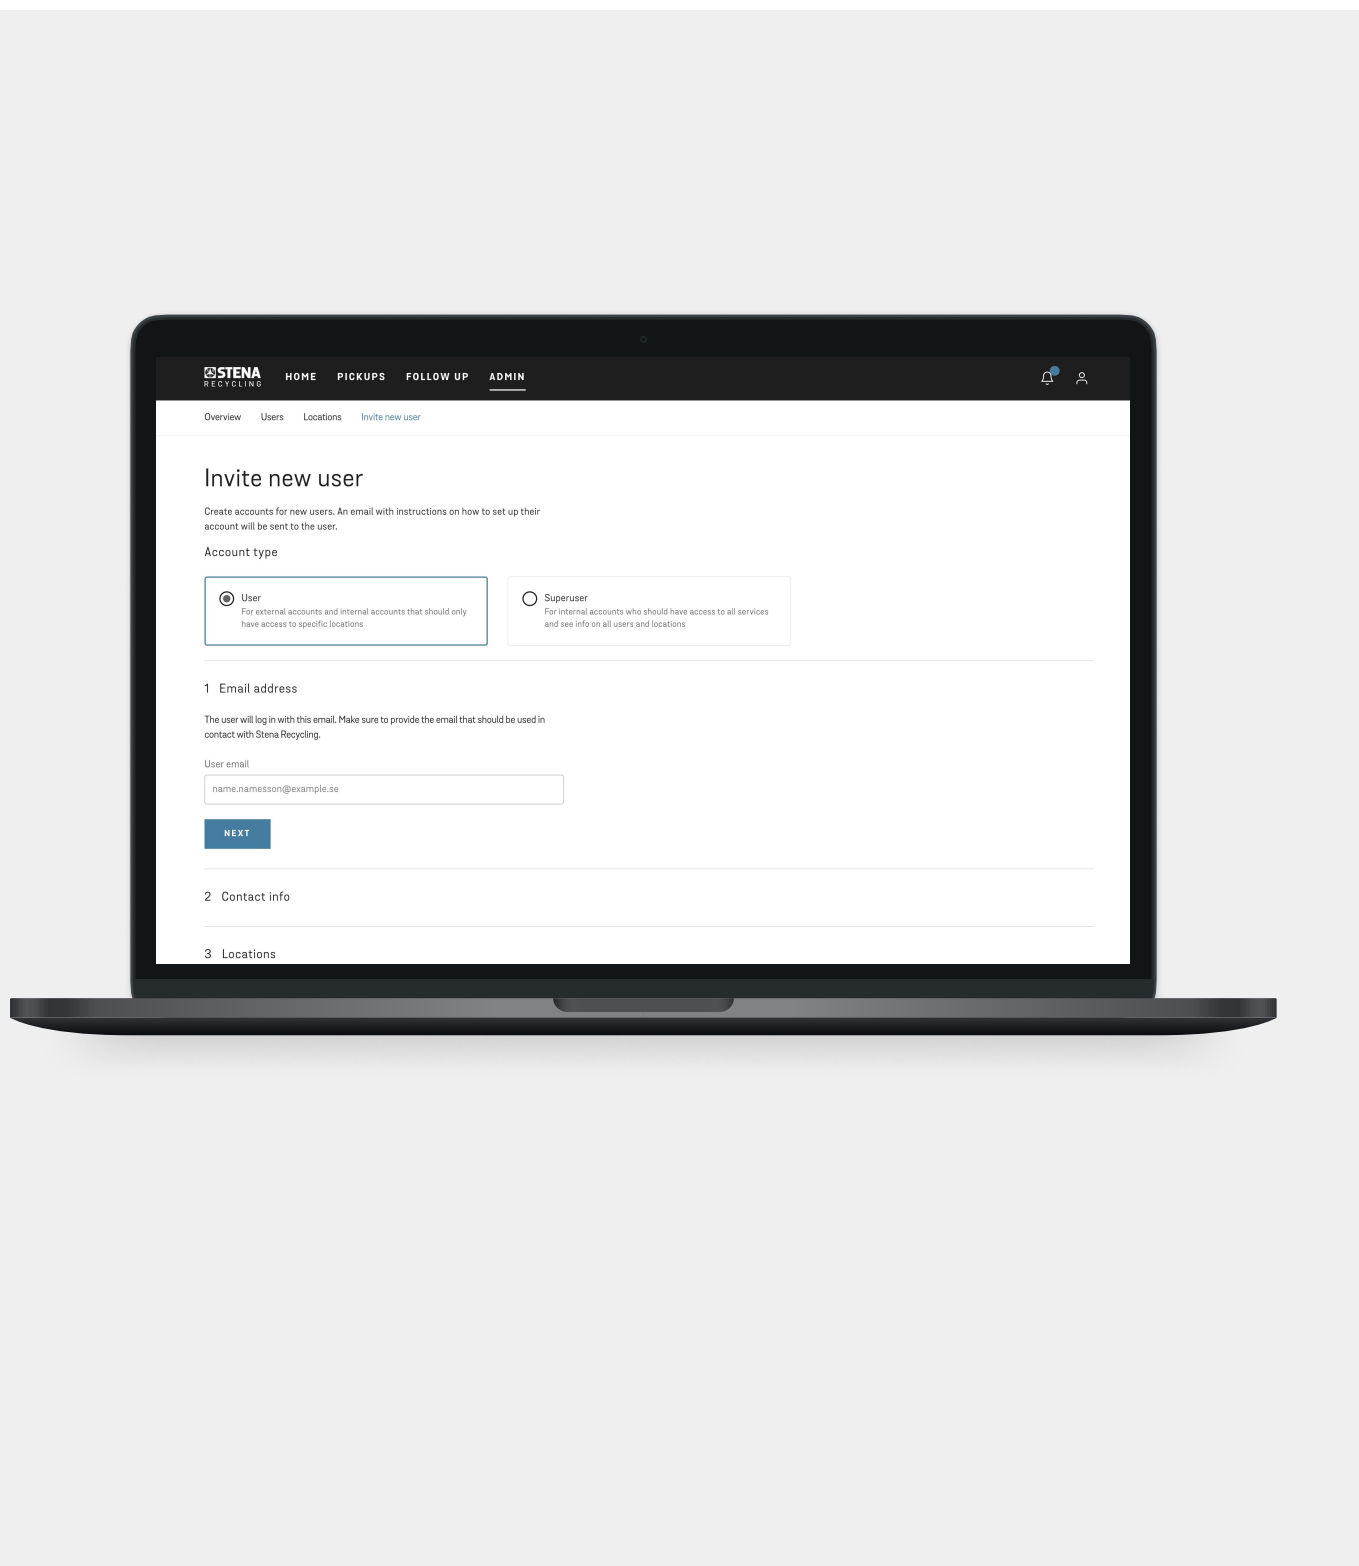 STENA
RECYCLING
HOME PICKUPS FOLLOW UP ADMIN
Overview Users Locations Invite new user
Invite new user
Create accounts for new users. An email with instructions on how to set up their
account will be sent to the user.
Account type
User
For external accounts and internal accounts that should only
have access to specific locations
Superuser
For internal accounts who should have access to all services
and see info on all users and locations
1 Email address
The user will log in with this email. Make sure to provide the email that should be used in
contact with Stena Recycling.
User email
name.namesson@example.se
NEXT
2 Contact info
3 Locations